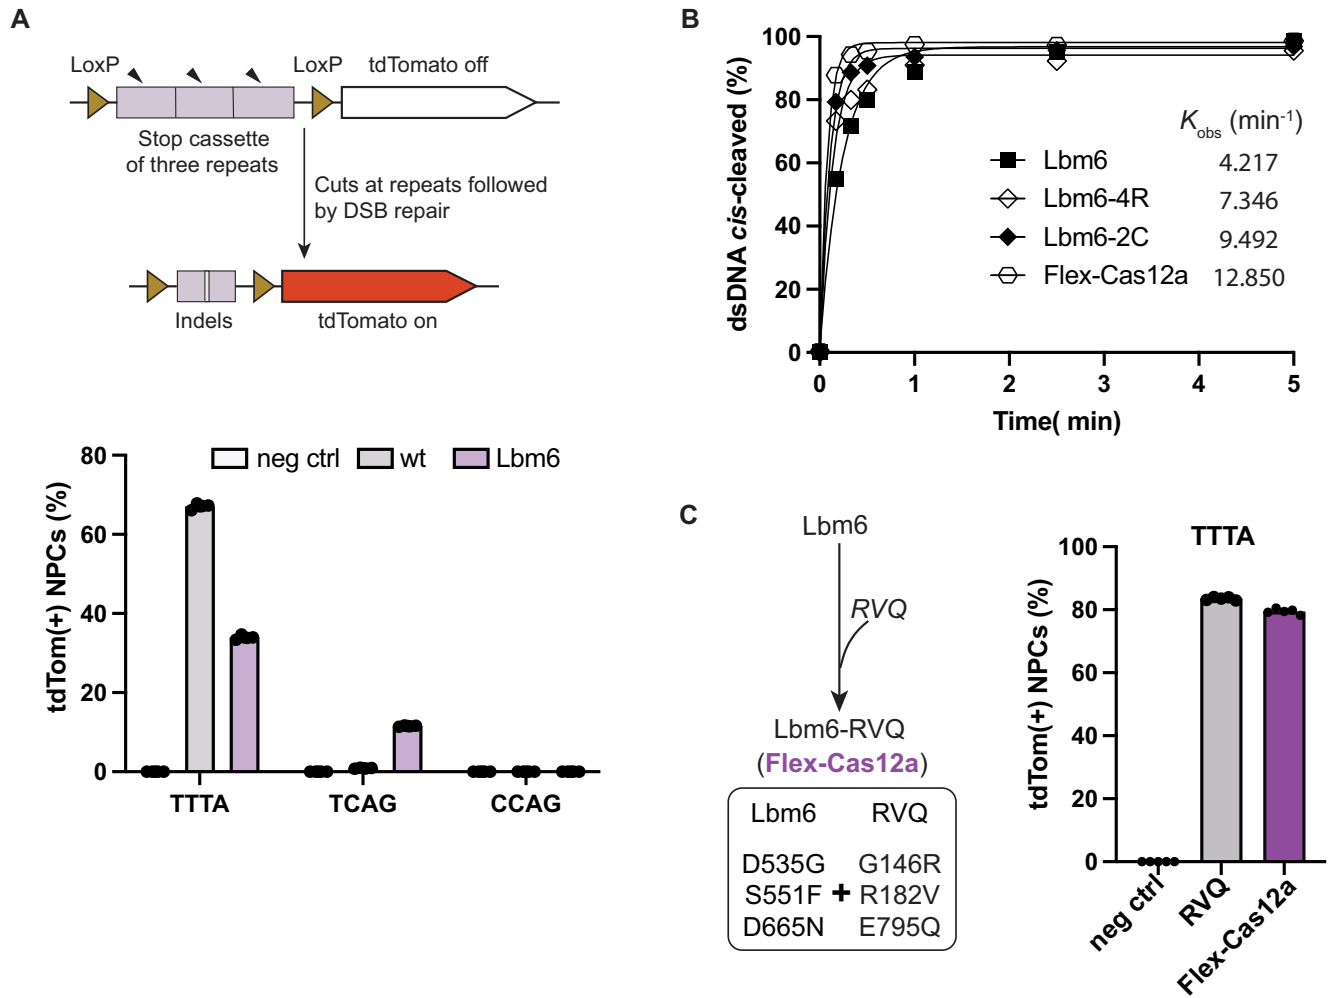 A
LoxP
LoxP
tdTomato off
Stop cassette
of three repeats
Cuts at repeats followed
by DSB repair
Indels
tdTomato on
tdTom(+) NPCs (%)
80
60
40
20
0
neg ctrl
wt
Lbm6
TTTA
TCAG
CCAG
B
dsDNA cis-cleaved (%)
100
80
60
40
20
0
0
1
2
3
4
5
Time( min)
Kobs (min-1)
Lbm6 4.217
Lbm6-4R 7.346
Lbm6-2C 9.492
Flex-Cas12a 12.850
C
Lbm6
RVQ
Lbm6-RVQ
(Flex-Cas12a)
Lbm6 RVQ
D535G G146R
S551F + R182V
D665N E795Q
TTTA
tdTom(+) NPCs (%)
100
80
60
40
20
0
neg ctrl
RVQ
Flex-Cas12a